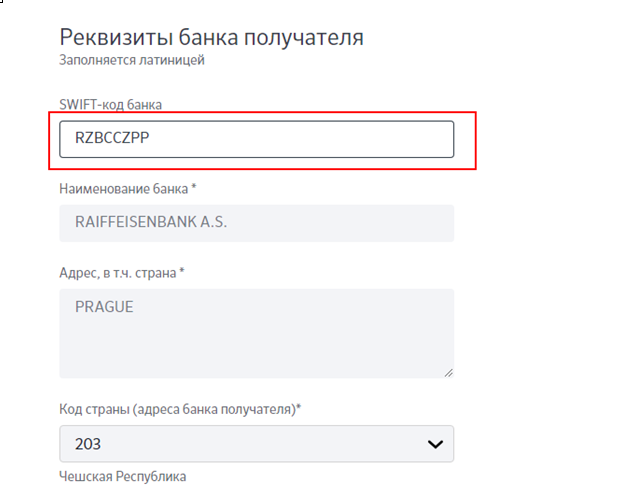 Реквизиты банка получателя
Заполняется латиницей
SWIFT-код банка
RZBCCZPP
Наименование банка *
RAIFFEISENBANK A.S.
Адрес, в т.ч. страна *
PRAGUE
Код страны (адреса банка получателя)*
203
Чешская Республика